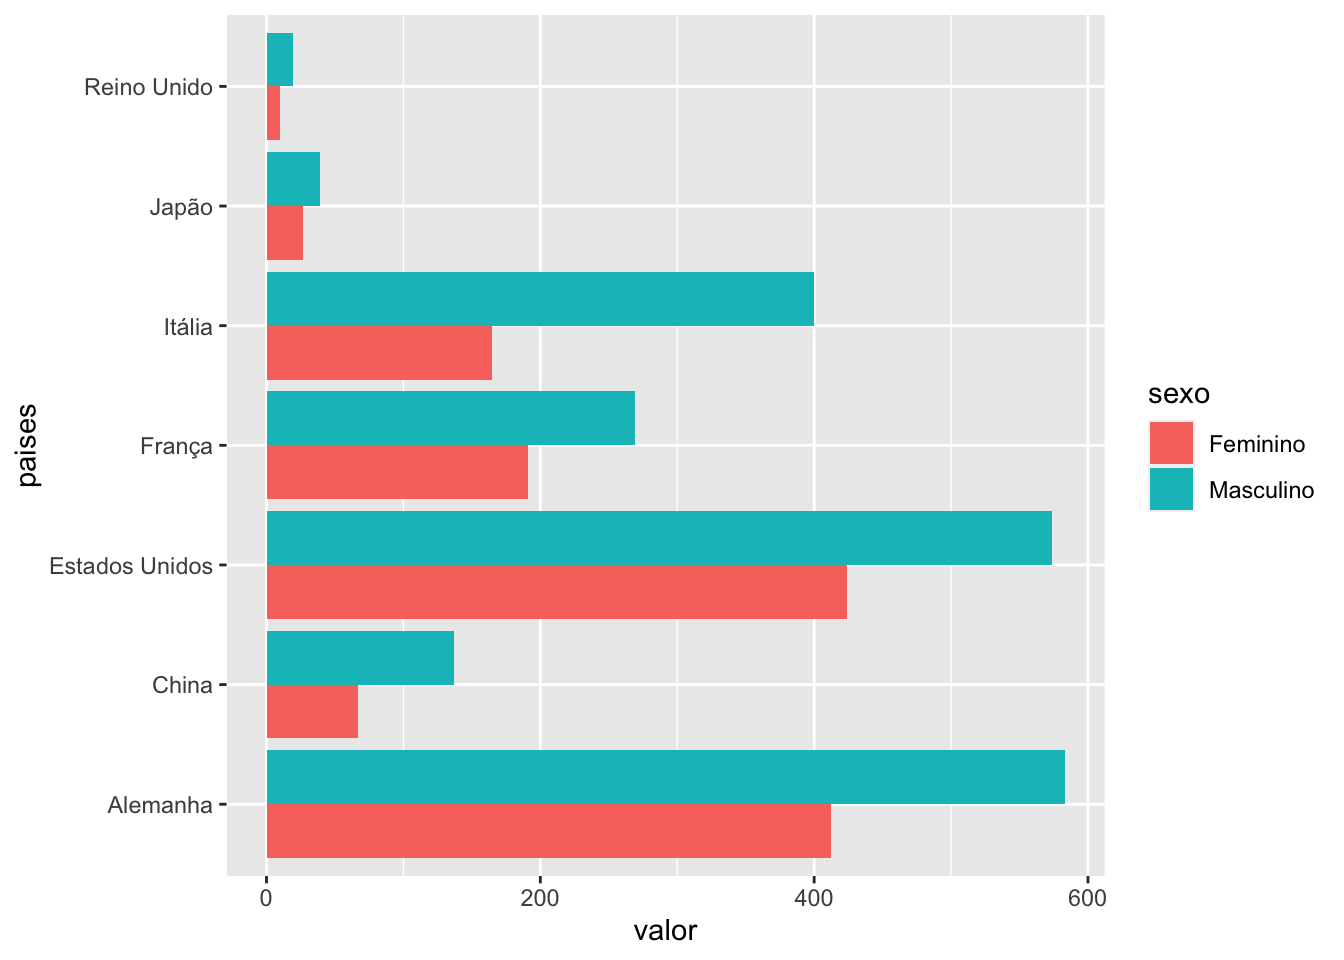 Reino Unido
Japão
Itália
França
Estados Unidos
China
Alemanha
paises
0 200 400 600
valor
sexo
Feminino
Masculino